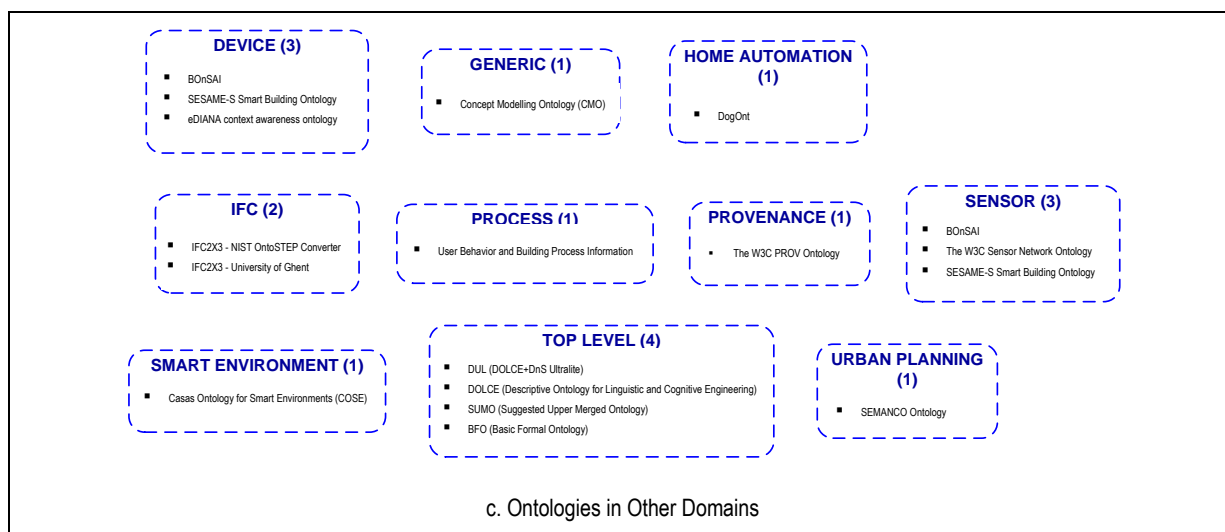 DEVICE (3)
▪ BOnSAI
▪ SESAME-S Smart Building Ontology
▪ eDIANA context awareness ontology
GENERIC (1)
▪ Concept Modelling Ontology (CMO)
HOME AUTOMATION
(1)
▪ DogOnt
IFC (2)
▪ IFC2X3 - NIST OntoSTEP Converter
▪ IFC2X3 - University of Ghent
PROCESS (1)
▪ User Behavior and Building Process Information
PROVENANCE (1)
▪ The W3C PROV Ontology
SENSOR (3)
▪ BOnSAI
▪ The W3C Sensor Network Ontology
▪ SESAME-S Smart Building Ontology
SMART ENVIRONMENT (1)
▪ Casas Ontology for Smart Environments (COSE)
TOP LEVEL (4)
▪ DUL (DOLCE+DnS Ultralite)
▪ DOLCE (Descriptive Ontology for Linguistic and Cognitive Engineering)
▪ SUMO (Suggested Upper Merged Ontology)
▪ BFO (Basic Formal Ontology)
URBAN PLANNING
(1)
▪ SEMANCO Ontology
c. Ontologies in Other Domains